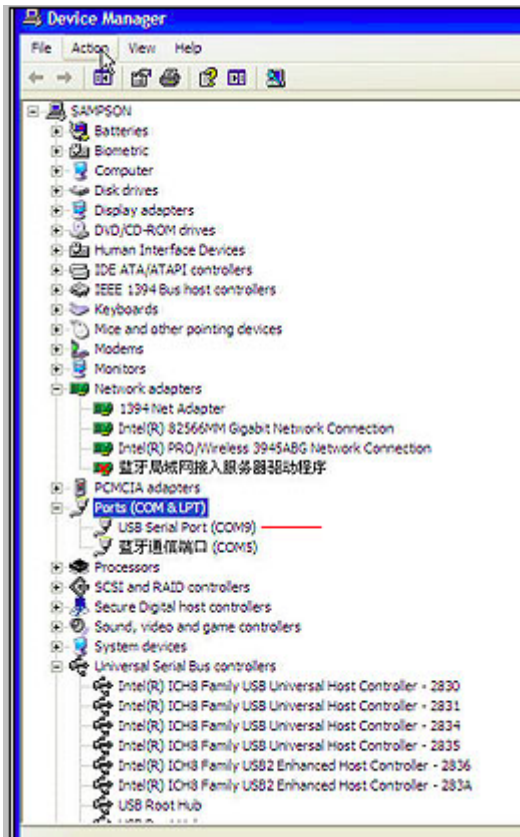 Device Manager
File Action View Help
SAMPSON
Batteries
Biometric
Computer
Disk drives
Display adapters
DVD/CD-ROM drives
Human Interface Devices
IDE ATA/ATAPI controllers
IEEE 1394 Bus host controllers
Keyboards
Mice and other pointing devices
Modems
Monitors
Network adapters
1394 Net Adapter
Intel(R) 82566MM Gigabit Network Connection
Intel(R) PRO/Wireless 3945ABG Network Connection
蓝牙局域网接入服务器驱动程序
PCMCIA adapters
Ports (COM & LPT)
USB Serial Port (COM9)
蓝牙通信端口 (COM5)
Processors
SCSI and RAID controllers
Secure Digital host controllers
Sound, video and game controllers
System devices
Universal Serial Bus controllers
Intel(R) ICH8 Family USB Universal Host Controller - 2830
Intel(R) ICH8 Family USB Universal Host Controller - 2831
Intel(R) ICH8 Family USB Universal Host Controller - 2834
Intel(R) ICH8 Family USB Universal Host Controller - 2835
Intel(R) ICH8 Family USB2 Enhanced Host Controller - 2836
Intel(R) ICH8 Family USB2 Enhanced Host Controller - 283A
USB Root Hub